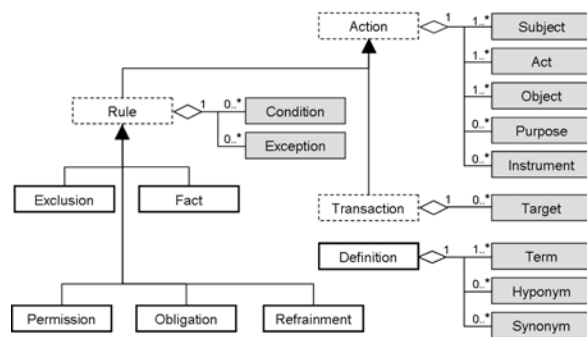 Action 1 1..* Subject
1..* Act
Rule 1 0..* Condition 1..* Object
0..* Exception 0..* Purpose
0..* Instrument
Exclusion Fact Transaction 1 0..* Target
Definition 1 1..* Term
0..* Hyponym
Permission Obligation Refrainment 0..* Synonym